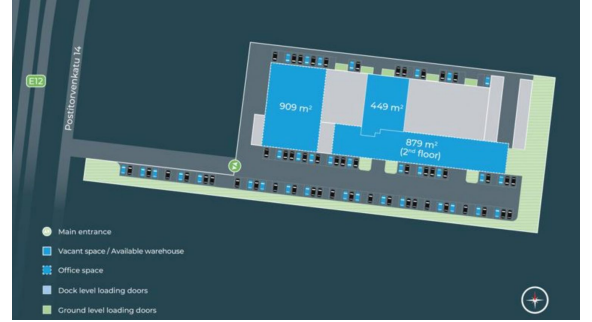 E12
Postitorvenkatu 14
909 m²
449 m²
879 m²
(2nd floor)
Main entrance
Vacant space / Available warehouse
Office space
Dock level loading doors
Ground level loading doors